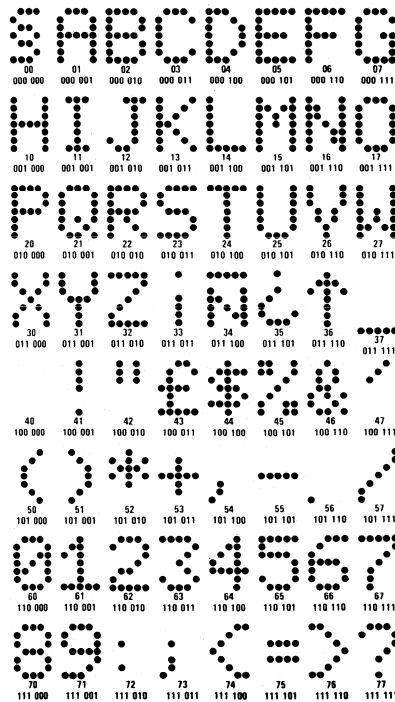 S A B C D E F G
00 01 02 03 04 05 06 07
000 000 000 001 000 010 000 011 000 100 000 101 000 110 000 111
H I J K L M N O
10 11 12 13 14 15 16 17
001 000 001 001 001 010 001 011 001 100 001 101 001 110 001 111
P Q R S T U V W
20 21 22 23 24 25 26 27
010 000 010 001 010 010 010 011 010 100 010 101 010 110 010 111
X Y Z ¡ Ñ ¿ ↑ _
30 31 32 33 34 35 36 37
011 000 011 001 011 010 011 011 011 100 011 101 011 110 011 111
! " £ $ % & '
40 41 42 43 44 45 46 47
100 000 100 001 100 010 100 011 100 100 100 101 100 110 100 111
( ) * + , - . /
50 51 52 53 54 55 56 57
101 000 101 001 101 010 101 011 101 100 101 101 101 110 101 111
0 1 2 3 4 5 6 7
60 61 62 63 64 65 66 67
110 000 110 001 110 010 110 011 110 100 110 101 110 110 110 111
8 9 : ; < = > ?
70 71 72 73 74 75 76 77
111 000 111 001 111 010 111 011 111 100 111 101 111 110 111 111